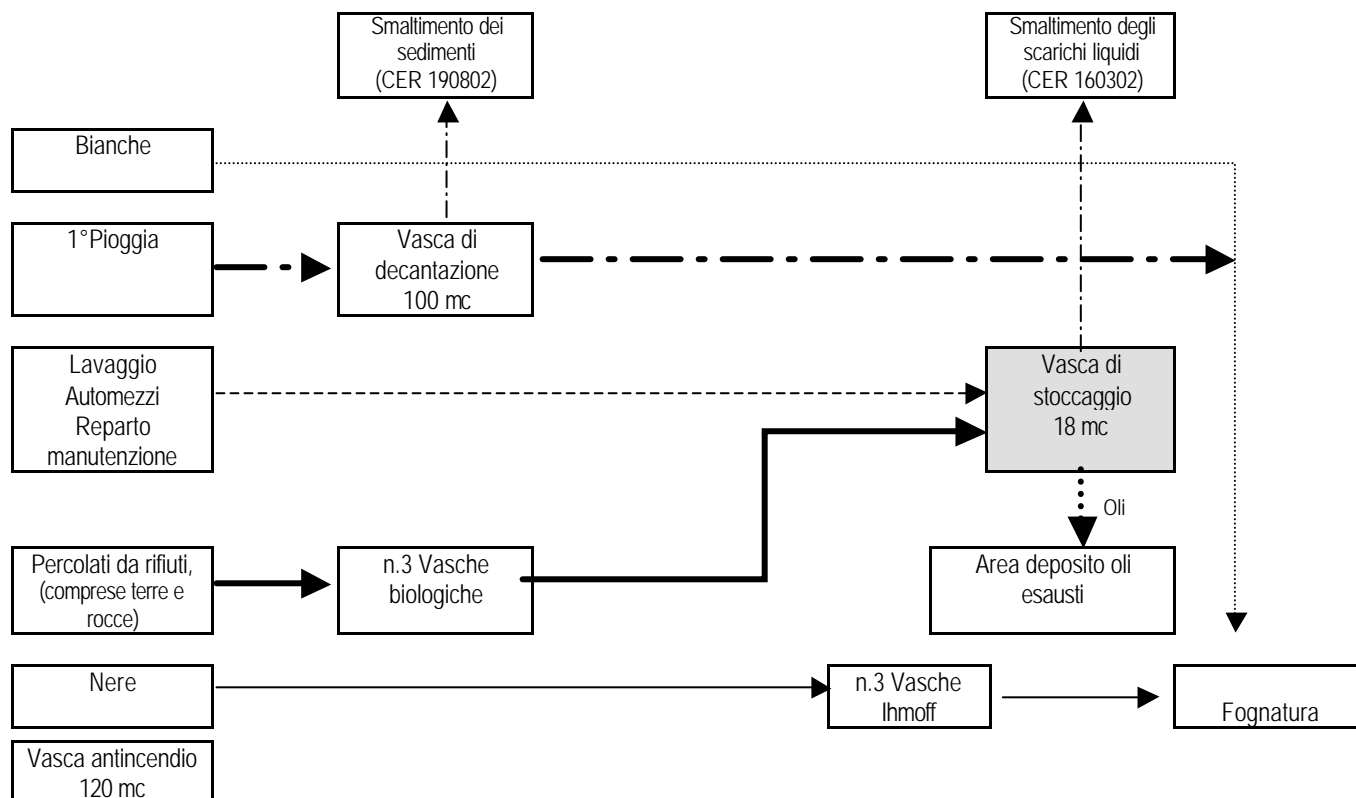 Smaltimento dei
sedimenti
(CER 190802)
Smaltimento degli
scarichi liquidi
(CER 160302)
Bianche
1°Pioggia
Vasca di
decantazione
100 mc
Lavaggio
Automezzi
Reparto
manutenzione
Vasca di
stoccaggio
18 mc
Oli
Percolati da rifiuti,
(comprese terre e
rocce)
n.3 Vasche
biologiche
Area deposito oli
esausti
Nere
n.3 Vasche
Ihmoff
Fognatura
Vasca antincendio
120 mc